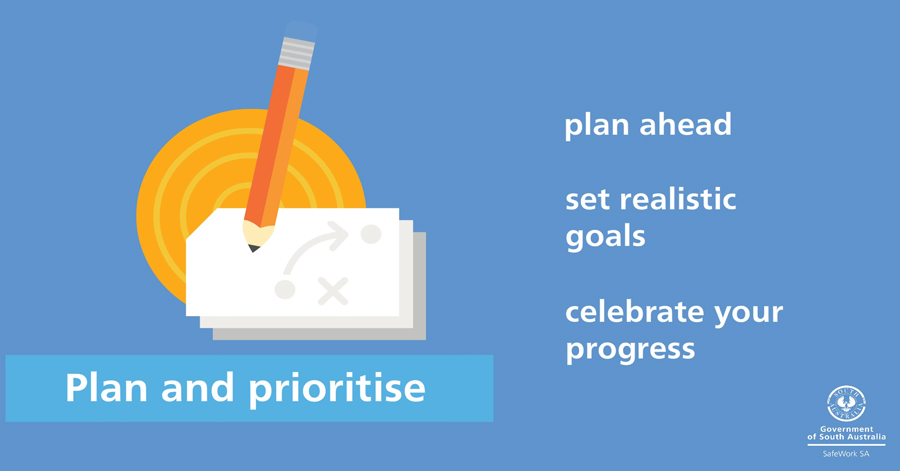 plan ahead
set realistic
goals
celebrate your
progress
Plan and prioritise
SOUTH
AUSTRALIA
Government
of South Australia
SafeWork SA